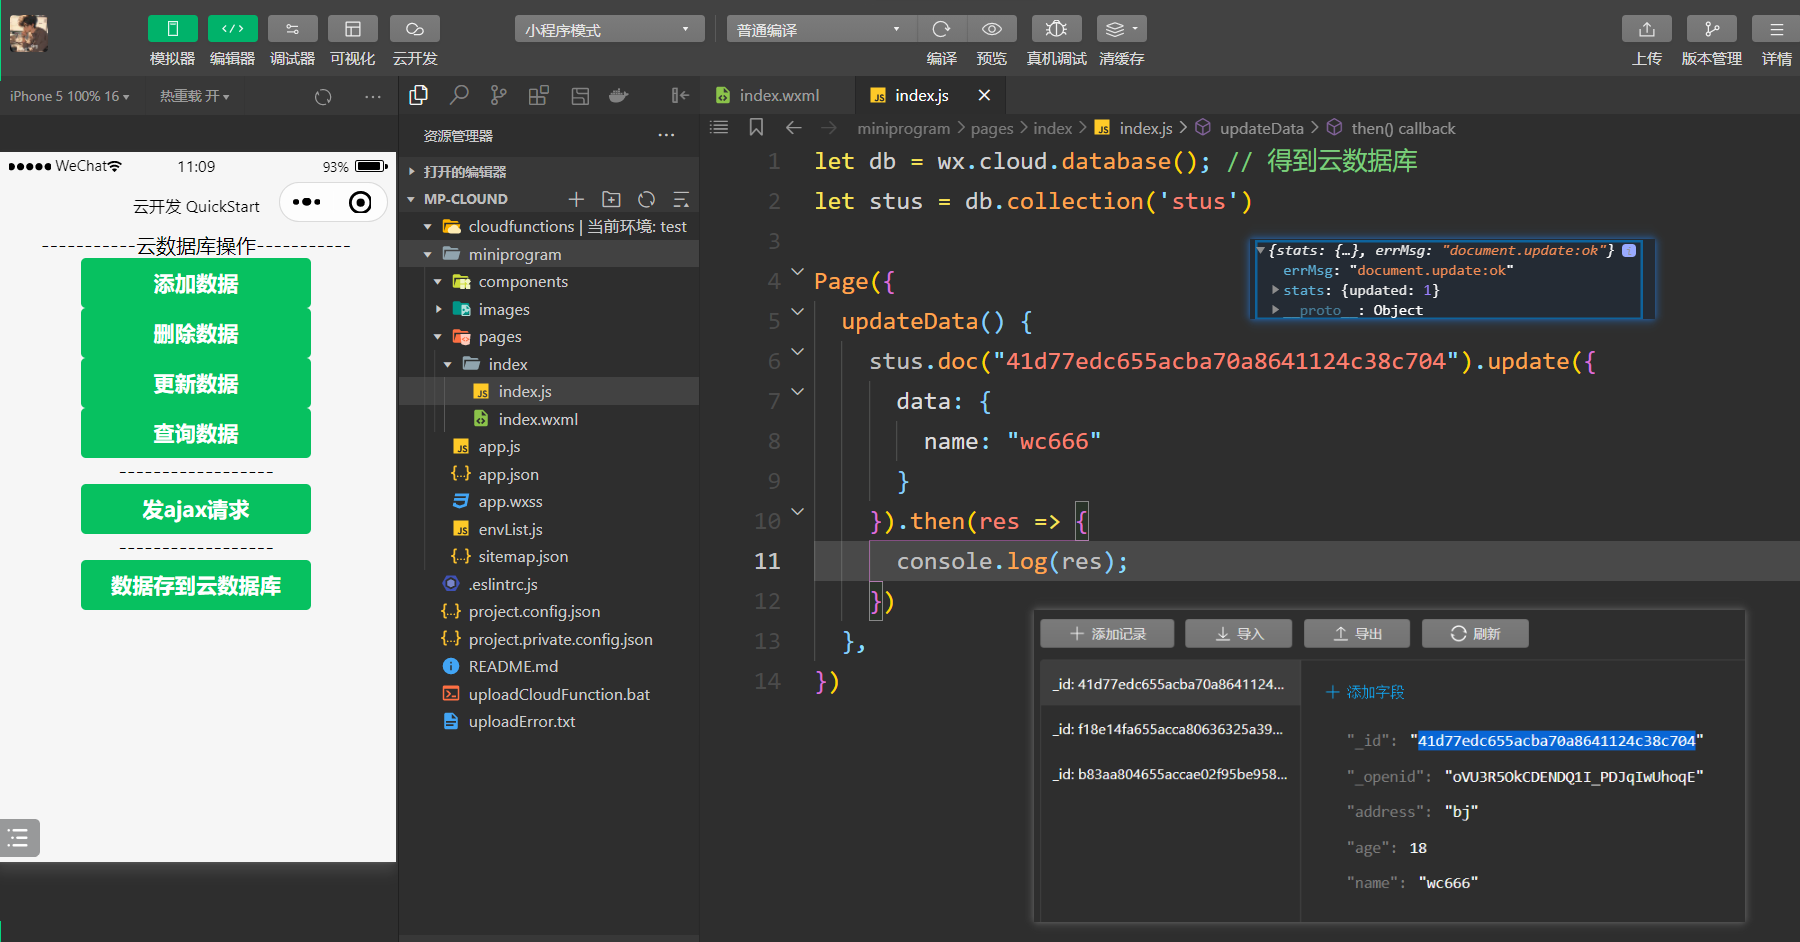 模拟器
编辑器
调试器
可视化
云开发
小程序模式
普通编译
编译
预览
真机调试
清缓存
上传
版本管理
详情
iPhone 5 100% 16
热重载 开
WeChat
11:09
93%
云开发 QuickStart
-----------云数据库操作-----------
添加数据
删除数据
更新数据
查询数据
------------------
发ajax请求
------------------
数据存到云数据库
资源管理器
打开的编辑器
MP-CLOUND
cloudfunctions | 当前环境: test
miniprogram
components
images
pages
index
index.js
index.wxml
app.js
app.json
app.wxss
envList.js
sitemap.json
.eslintrc.js
project.config.json
project.private.config.json
README.md
uploadCloudFunction.bat
uploadError.txt
index.wxml
index.js
miniprogram > pages > index > index.js > updateData > then() callback
1 let db = wx.cloud.database(); // 得到云数据库
2 let stus = db.collection('stus')
3
4 Page({
5 updateData() {
6 stus.doc("41d77edc655acba70a8641124c38c704").update({
7 data: {
8 name: "wc666"
9 }
10 }).then(res => {
11 console.log(res);
12 })
13 },
14 })
{stats: {…}, errMsg: "document.update:ok"}
errMsg: "document.update:ok"
stats: {updated: 1}
__proto__: Object
添加记录
导入
导出
刷新
_id: 41d77edc655acba70a8641124...
_id: f18e14fa655acca80636325a39...
_id: b83aa804655accae02f95be958...
添加字段
"_id": "41d77edc655acba70a8641124c38c704"
"_openid": "oVU3R5OkCDENDQ1I_PDJqIwUhoqE"
"address": "bj"
"age": 18
"name": "wc666"